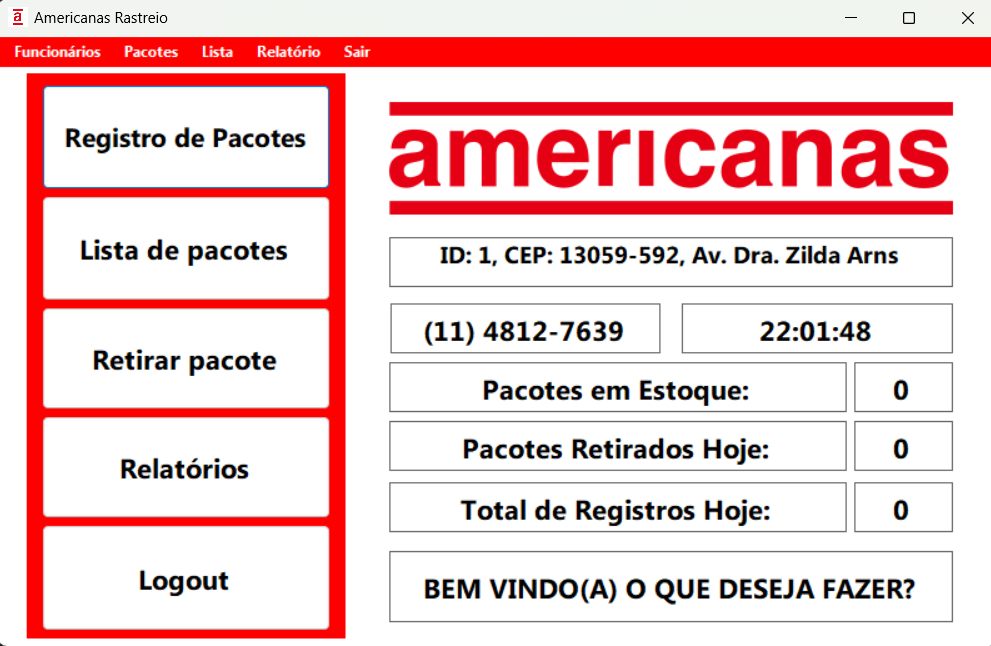 Americanas Rastreio
Funcionários Pacotes Lista Relatório Sair
Registro de Pacotes
Lista de pacotes
Retirar pacote
Relatórios
Logout
americanas
ID: 1, CEP: 13059-592, Av. Dra. Zilda Arns
(11) 4812-7639 22:01:48
Pacotes em Estoque: 0
Pacotes Retirados Hoje: 0
Total de Registros Hoje: 0
BEM VINDO(A) O QUE DESEJA FAZER?